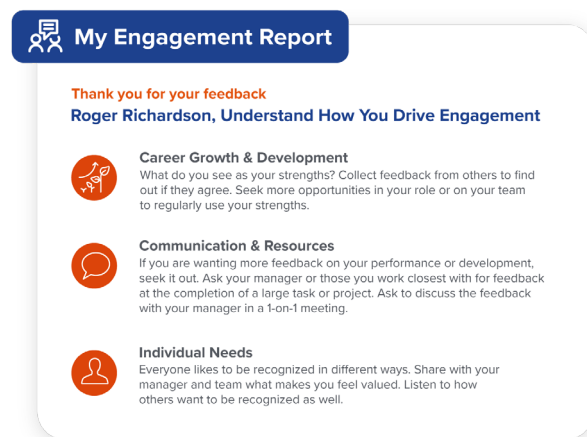 My Engagement Report
Thank you for your feedback
Roger Richardson, Understand How You Drive Engagement
Career Growth & Development
What do you see as your strengths? Collect feedback from others to find
out if they agree. Seek more opportunities in your role or on your team
to regularly use your strengths.
Communication & Resources
If you are wanting more feedback on your performance or development,
seek it out. Ask your manager or those you work closest with for feedback
at the completion of a large task or project. Ask to discuss the feedback
with your manager in a 1-on-1 meeting.
Individual Needs
Everyone likes to be recognized in different ways. Share with your
manager and team what makes you feel valued. Listen to how
others want to be recognized as well.